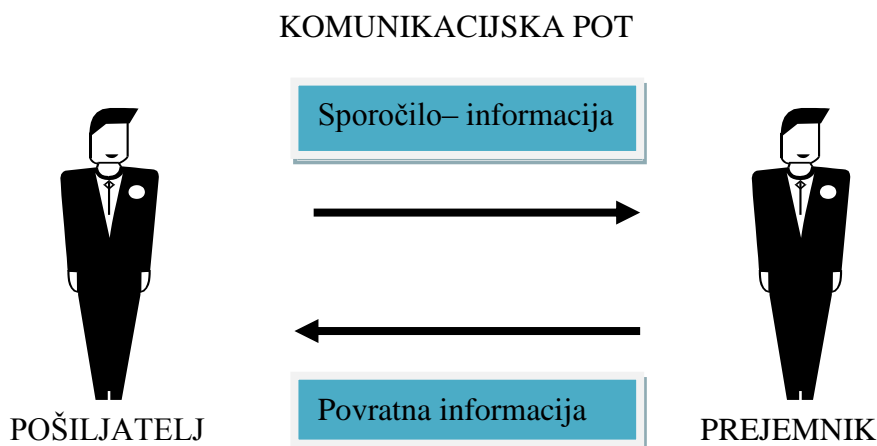 KOMUNIKACIJSKA POT
Sporočilo– informacija
Povratna informacija
POŠILJATELJ
PREJEMNIK